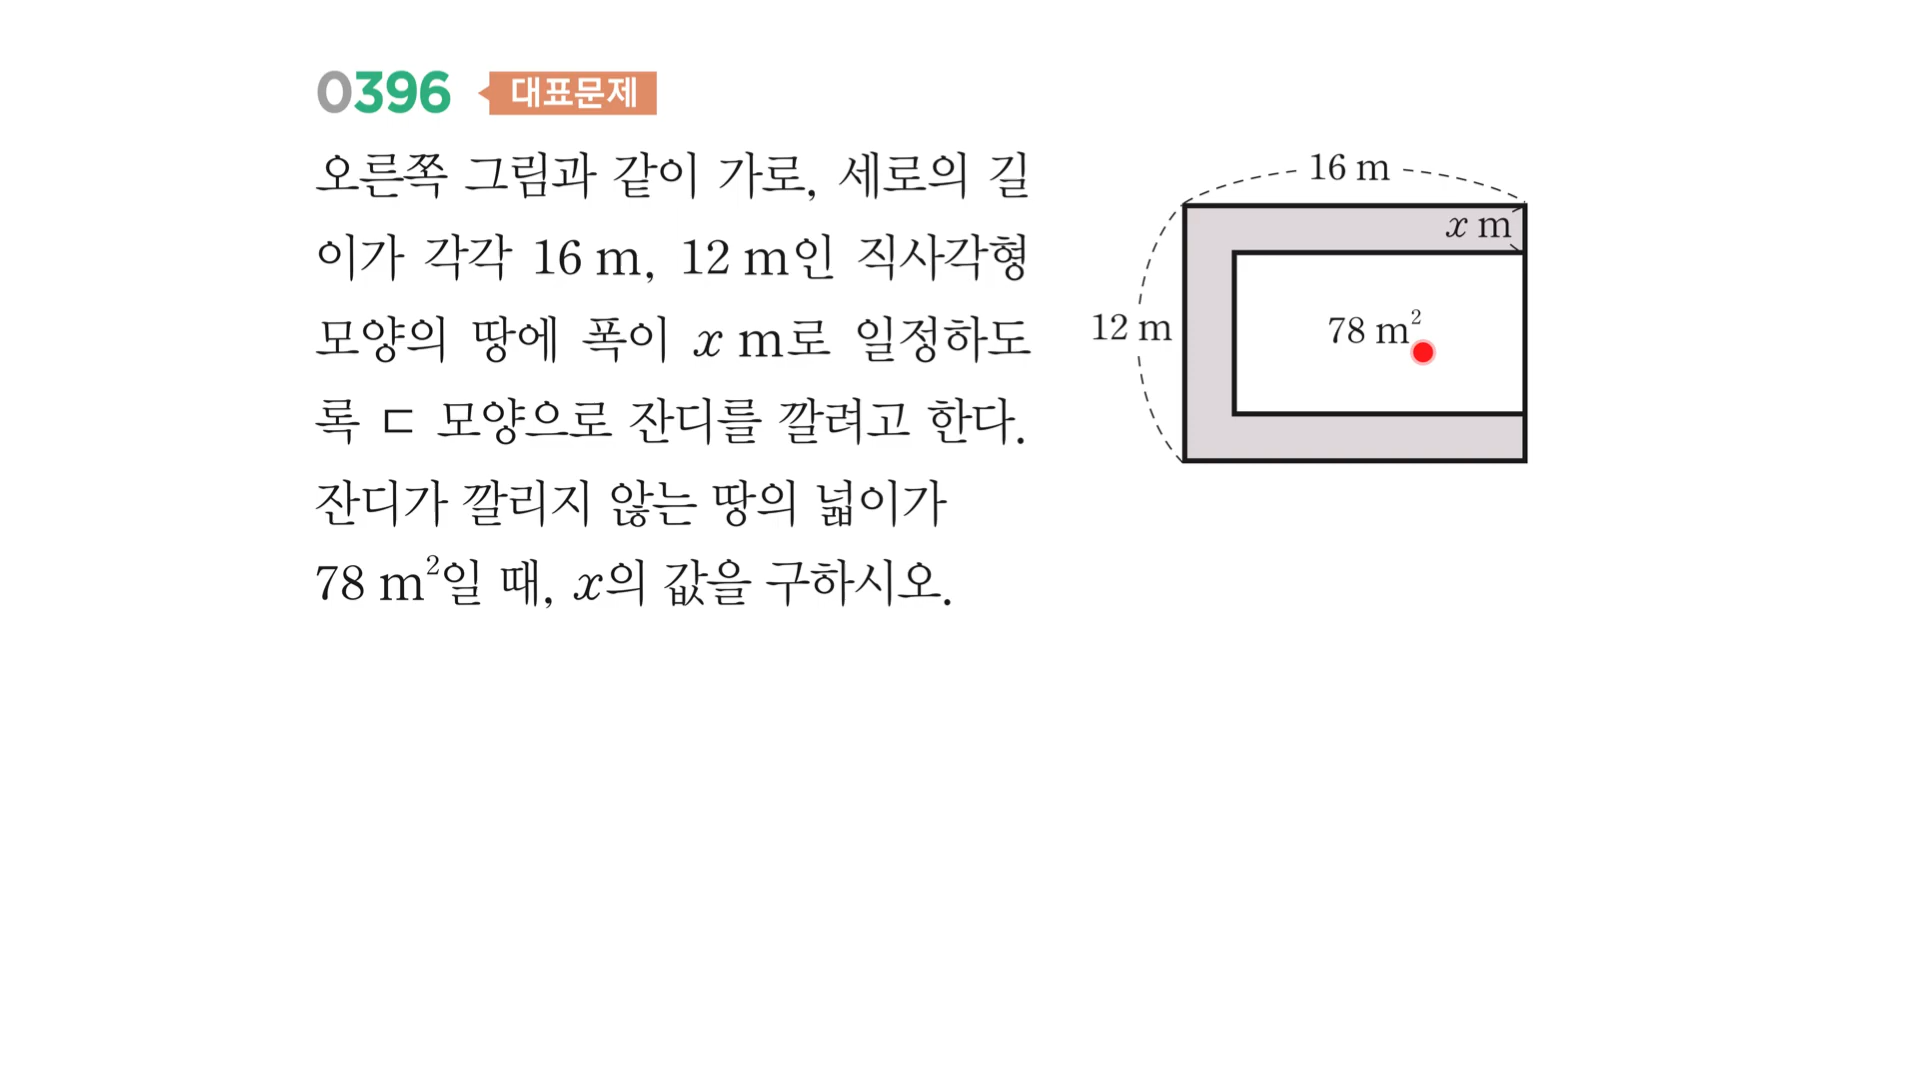 0396 대표문제
오른쪽 그림과 같이 가로, 세로의 길
이가 각각 16 m, 12 m인 직사각형
모양의 땅에 폭이 x m로 일정하도
록 ㄷ 모양으로 잔디를 깔려고 한다.
잔디가 깔리지 않는 땅의 넓이가
78 m²일 때, x의 값을 구하시오.
16 m
x m
12 m
78 m²